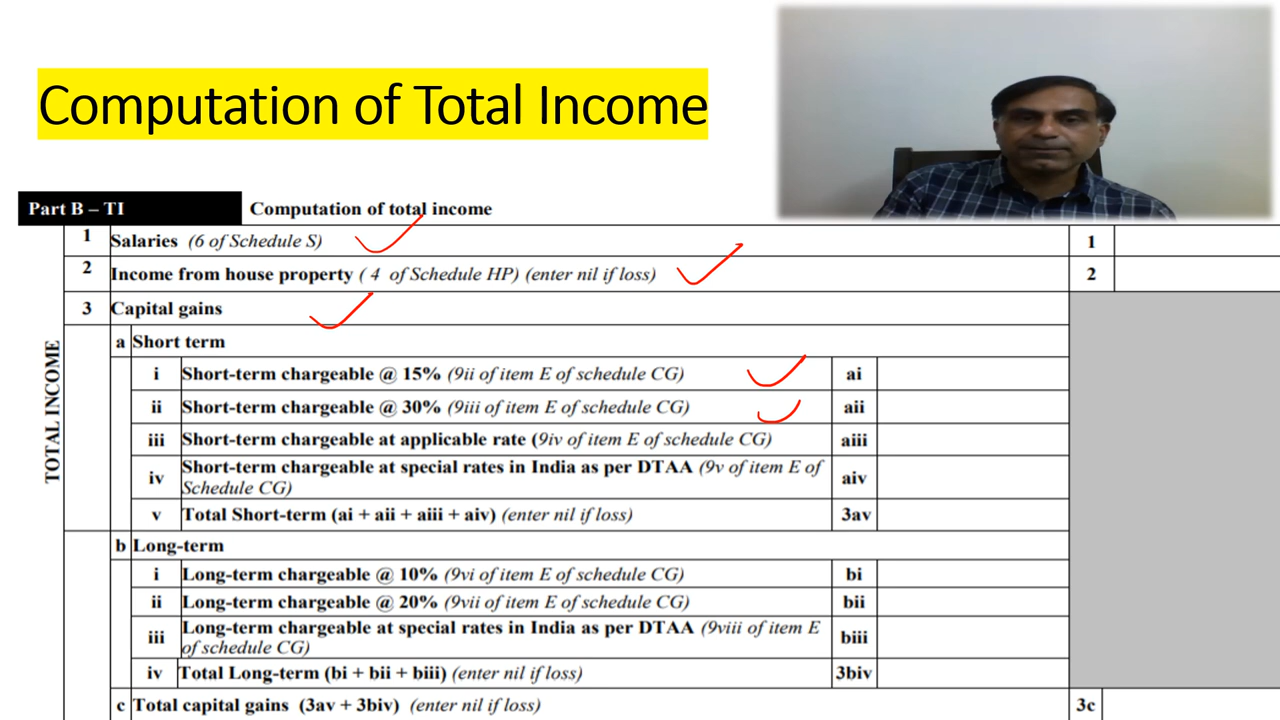 Computation of Total Income
Part B – TI Computation of total income
TOTAL INCOME
1 Salaries (6 of Schedule S) 1
2 Income from house property ( 4 of Schedule HP) (enter nil if loss) 2
3 Capital gains
a Short term
i Short-term chargeable @ 15% (9ii of item E of schedule CG) ai
ii Short-term chargeable @ 30% (9iii of item E of schedule CG) aii
iii Short-term chargeable at applicable rate (9iv of item E of schedule CG) aiii
iv Short-term chargeable at special rates in India as per DTAA (9v of item E of
Schedule CG) aiv
v Total Short-term (ai + aii + aiii + aiv) (enter nil if loss) 3av
b Long-term
i Long-term chargeable @ 10% (9vi of item E of schedule CG) bi
ii Long-term chargeable @ 20% (9vii of item E of schedule CG) bii
iii Long-term chargeable at special rates in India as per DTAA (9viii of item E
of schedule CG) biii
iv Total Long-term (bi + bii + biii) (enter nil if loss) 3biv
c Total capital gains (3av + 3biv) (enter nil if loss) 3c